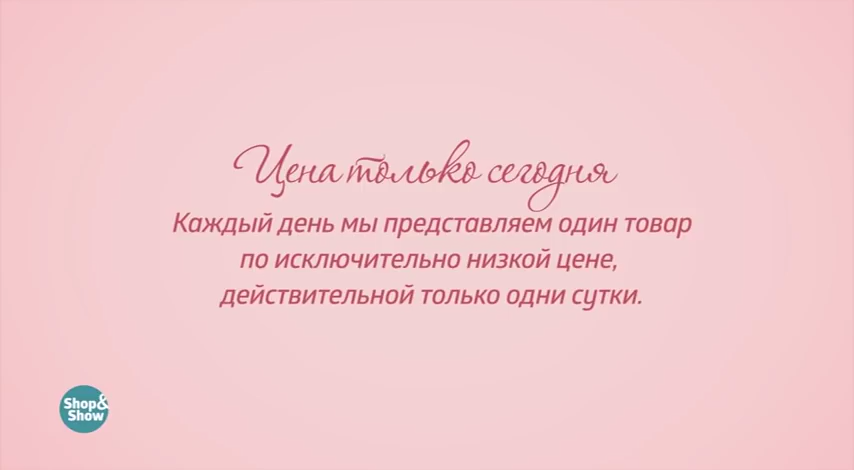 Цена только сегодня
Каждый день мы представляем один товар
по исключительно низкой цене,
действительной только одни сутки.
Shop&
Show